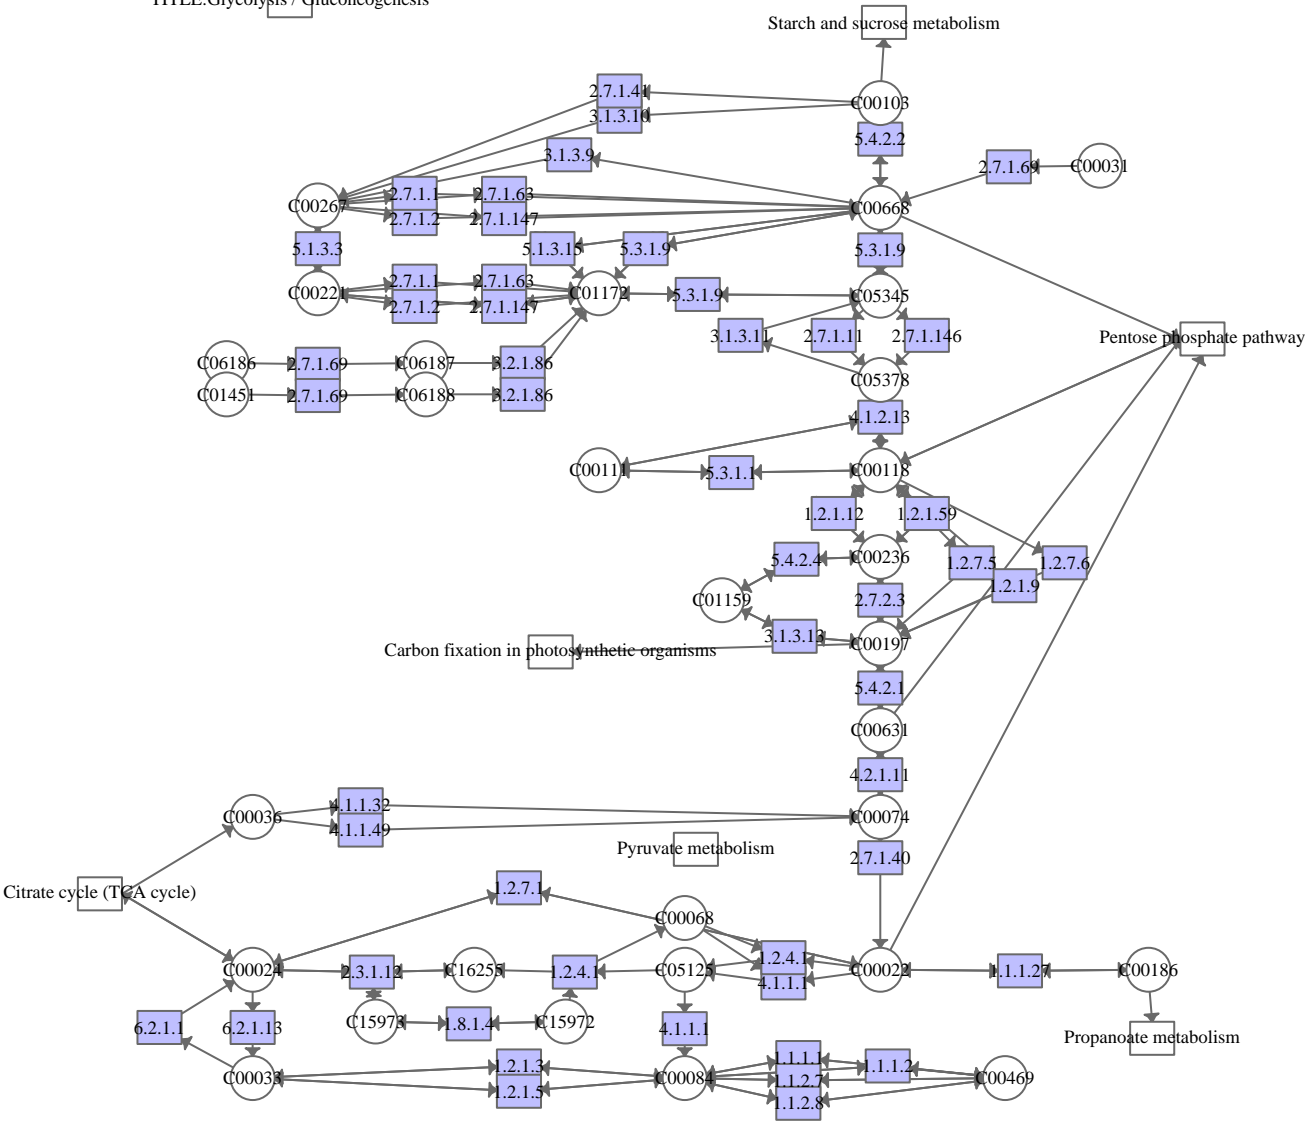 TITLE:Glycolysis / Gluconeogenesis
Starch and sucrose metabolism
2.7.1.41
C00103
3.1.3.10
5.4.2.2
3.1.3.9
2.7.1.69
C00031
2.7.1.1
2.7.1.63
C00267
C00668
2.7.1.2
2.7.1.147
5.1.3.3
5.1.3.15
5.3.1.9
5.3.1.9
2.7.1.1
2.7.1.63
C00221
C01172
5.3.1.9
C05345
2.7.1.2
2.7.1.147
3.1.3.11
2.7.1.11
2.7.1.146
Pentose phosphate pathway
C06186
2.7.1.69
C06187
3.2.1.86
C05378
C01451
2.7.1.69
C06188
3.2.1.86
4.1.2.13
C00111
5.3.1.1
C00118
1.2.1.12
1.2.1.59
5.4.2.4
C00236
1.2.7.5
1.2.7.6
1.2.1.9
C01159
2.7.2.3
3.1.3.13
C00197
Carbon fixation in photosynthetic organisms
5.4.2.1
C00631
4.2.1.11
4.1.1.32
C00036
C00074
4.1.1.49
Pyruvate metabolism
2.7.1.40
Citrate cycle (TCA cycle)
1.2.7.1
C00068
1.2.4.1
C00024
2.3.1.12
C16255
1.2.4.1
C05125
C00022
1.1.1.27
C00186
4.1.1.1
C15973
1.8.1.4
C15972
6.2.1.1
6.2.1.13
4.1.1.1
Propanoate metabolism
1.1.1.1
1.2.1.3
1.1.1.2
C00033
C00084
1.1.2.7
C00469
1.2.1.5
1.1.2.8